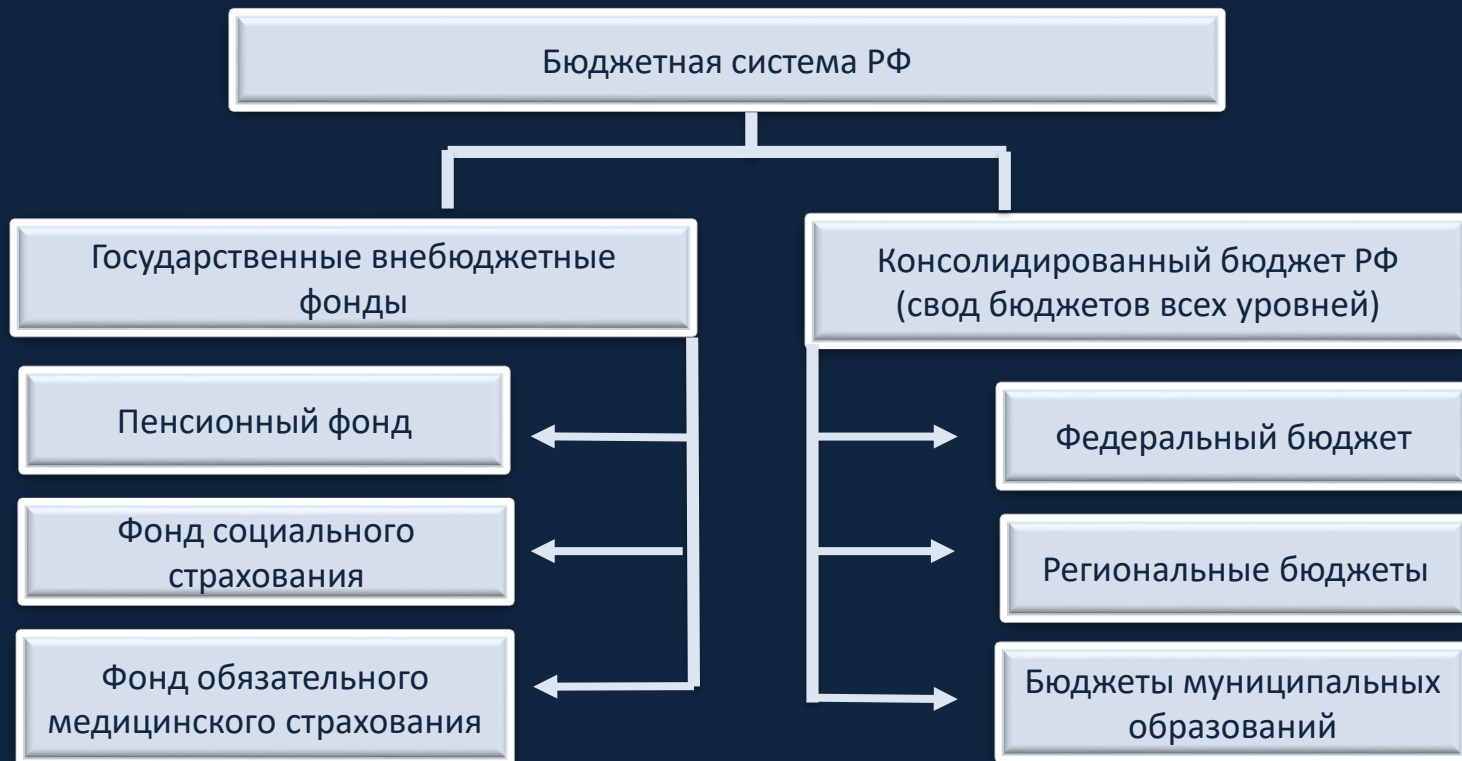 Бюджетная система РФ
Государственные внебюджетные
фонды
Консолидированный бюджет РФ
(свод бюджетов всех уровней)
Пенсионный фонд
Федеральный бюджет
Фонд социального
страхования
Региональные бюджеты
Фонд обязательного
медицинского страхования
Бюджеты муниципальных
образований